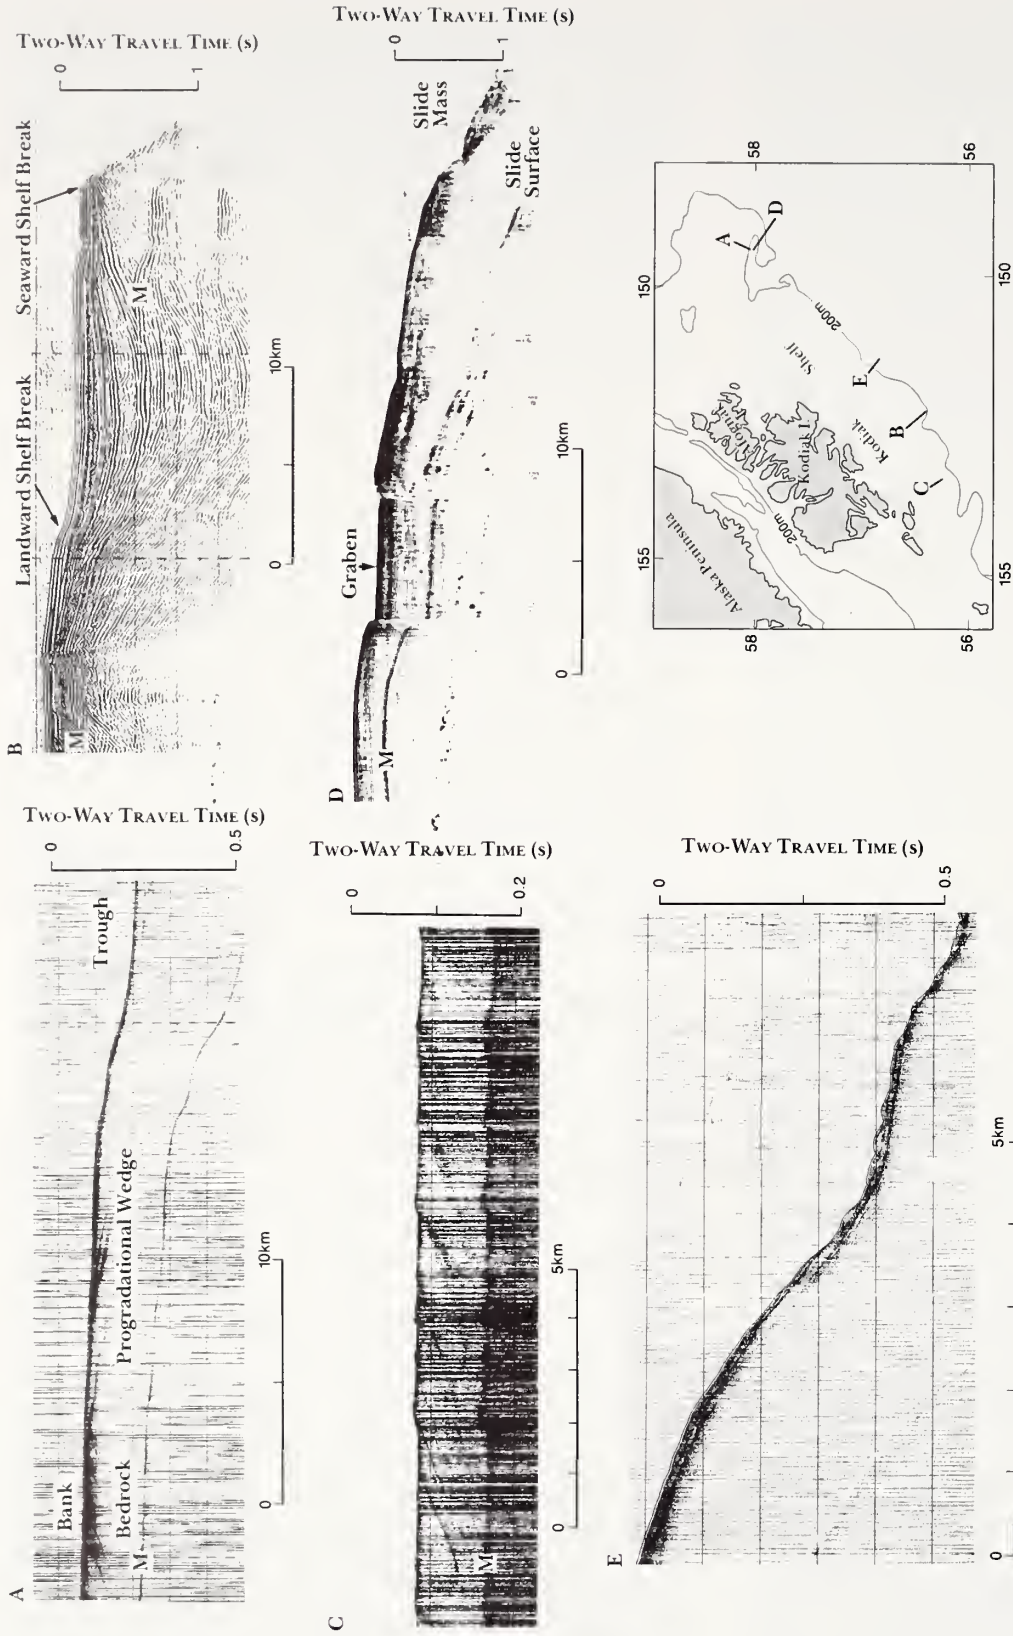 A
TWO-WAY TRAVEL TIME (s)
0
0.5
Bank
Bedrock
M
Progradational Wedge
Trough
0
10km
B
TWO-WAY TRAVEL TIME (s)
0
1
Landward Shelf Break
Seaward Shelf Break
M
M
0
10km
C
TWO-WAY TRAVEL TIME (s)
0
0.2
M
0
5km
D
TWO-WAY TRAVEL TIME (s)
0
1
Graben
M
Slide
Mass
Slide
Surface
0
10km
E
TWO-WAY TRAVEL TIME (s)
0
0.5
0
5km
155
150
58
58
56
56
155
150
Alaska Peninsula
200m
Afognak I.
Kodiak I.
Kodiak
Shelf
200m
A
D
E
B
C